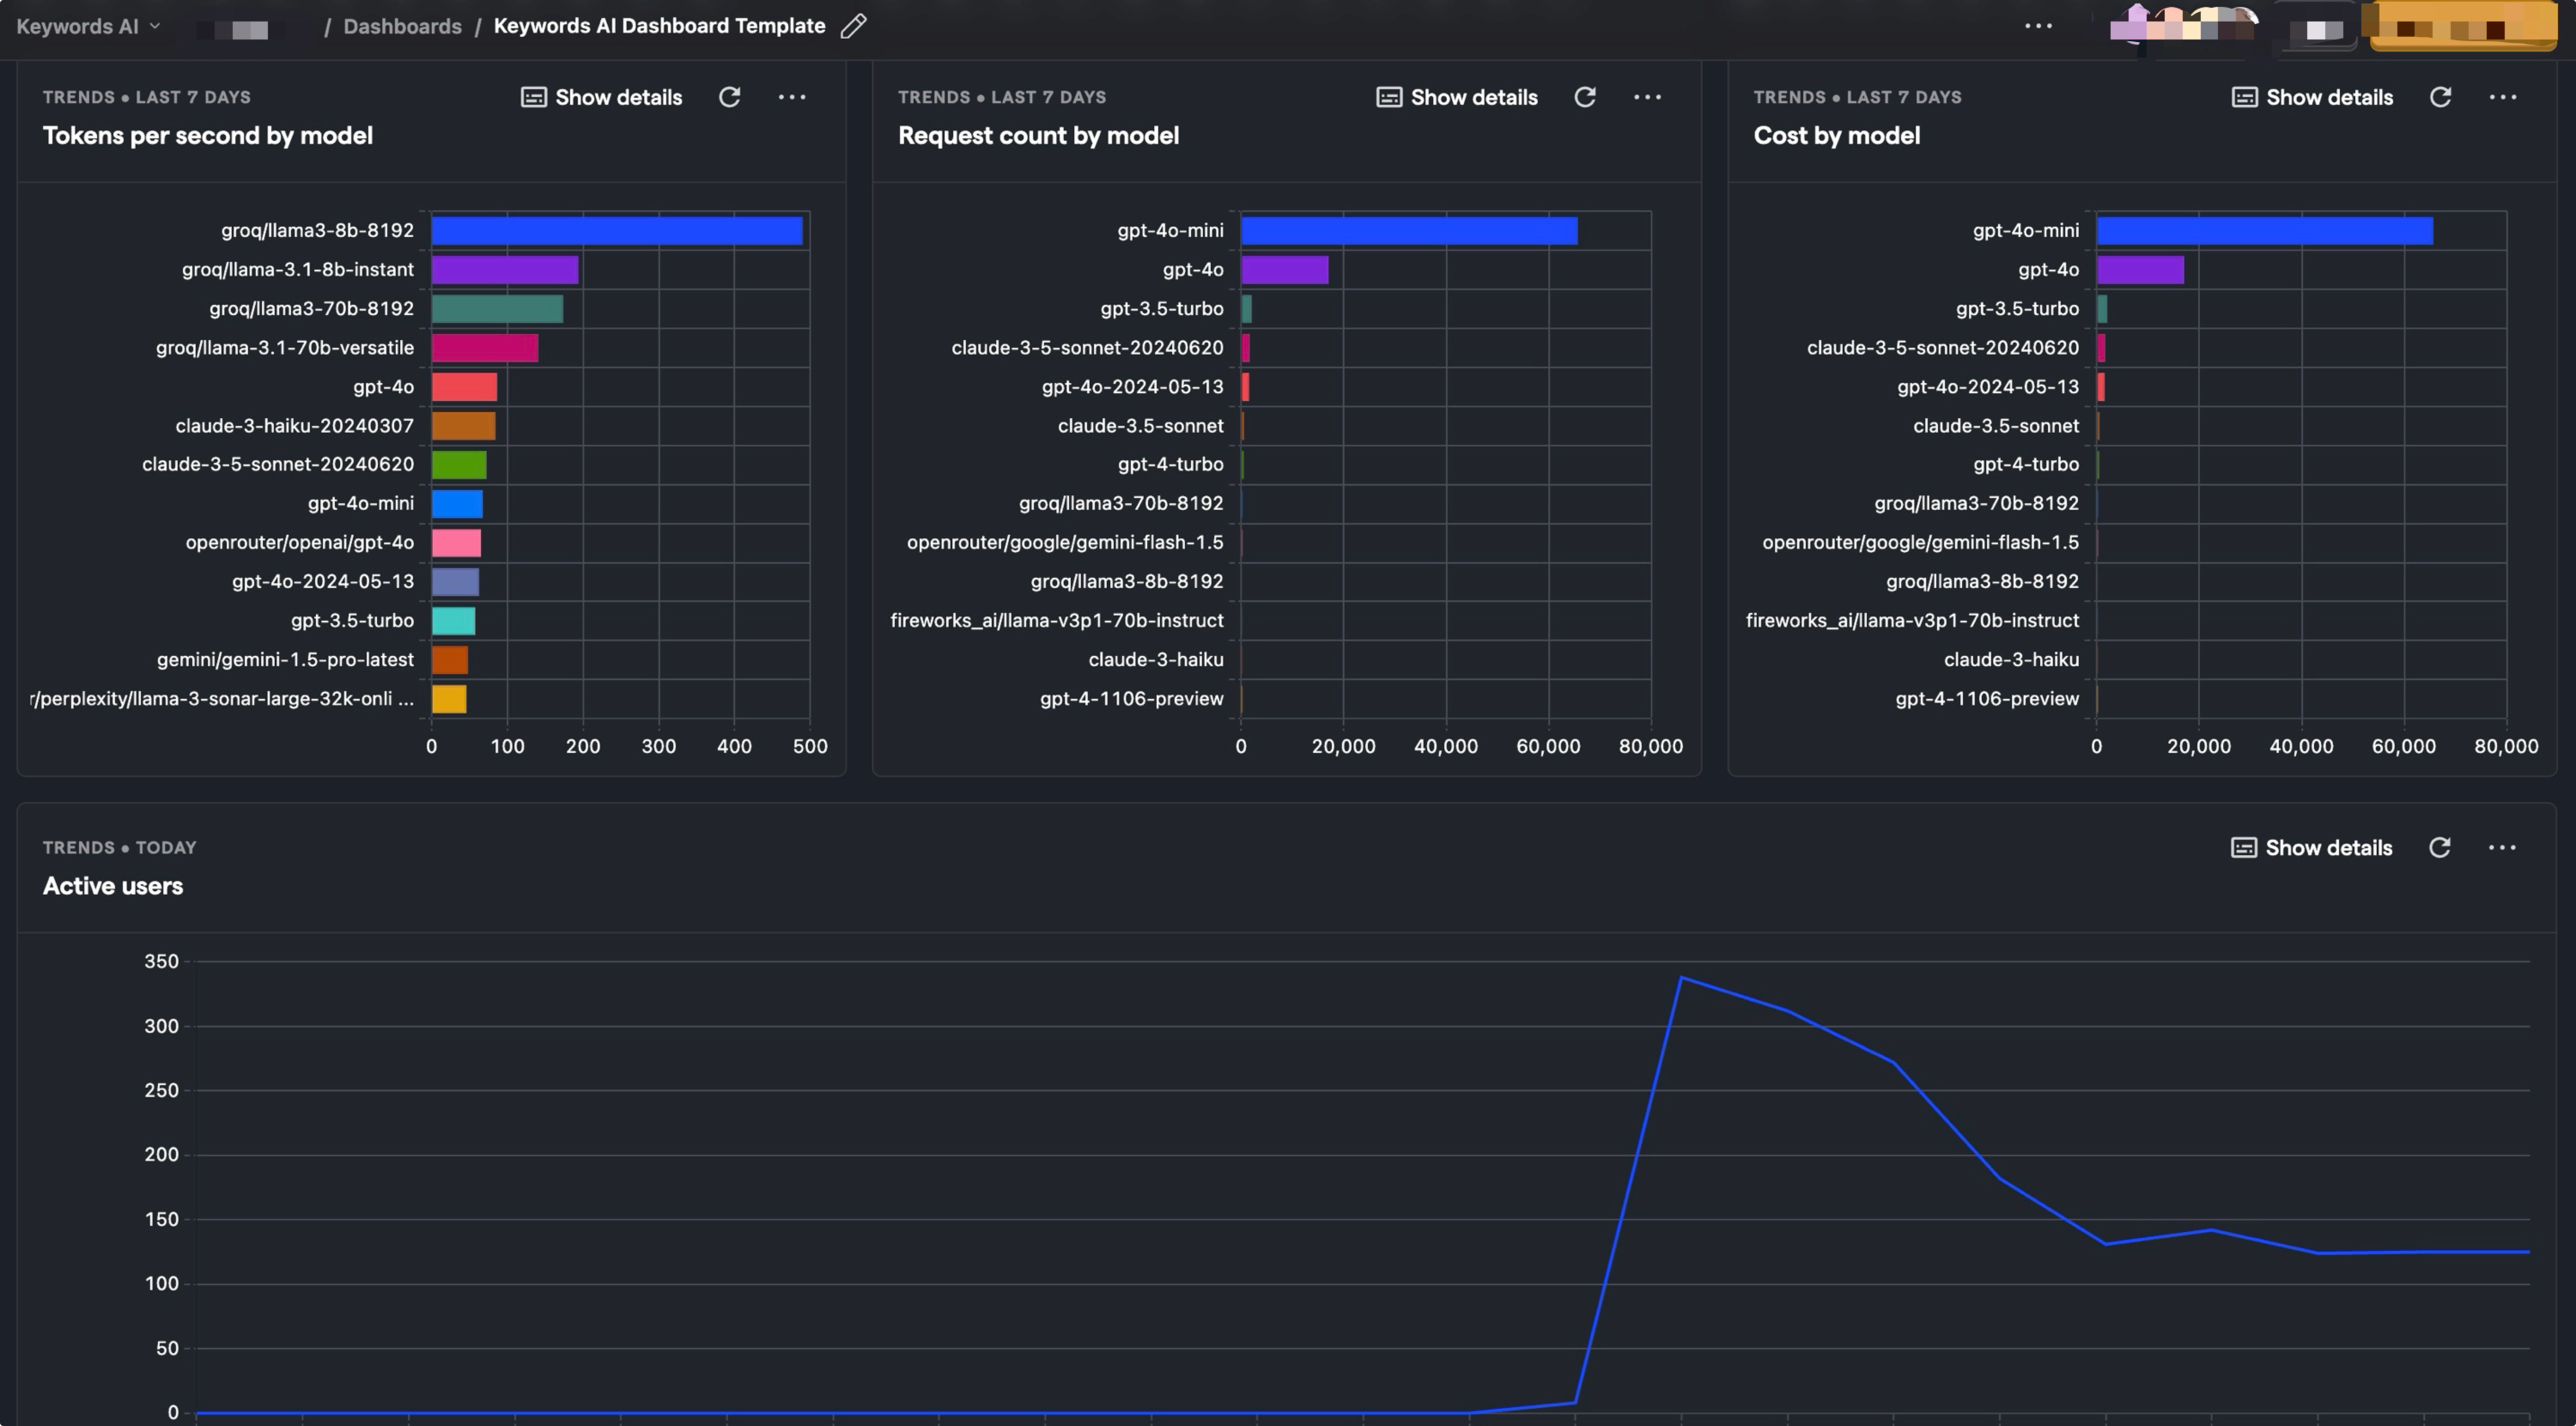 Keywords AI / Dashboards / Keywords AI Dashboard Template
TRENDS • LAST 7 DAYS
Show details
Tokens per second by model
groq/llama3-8b-8192
groq/llama-3.1-8b-instant
groq/llama3-70b-8192
groq/llama-3.1-70b-versatile
gpt-4o
claude-3-haiku-20240307
claude-3-5-sonnet-20240620
gpt-4o-mini
openrouter/openai/gpt-4o
gpt-4o-2024-05-13
gpt-3.5-turbo
gemini/gemini-1.5-pro-latest
r/perplexity/llama-3-sonar-large-32k-onli ...
0 100 200 300 400 500
TRENDS • LAST 7 DAYS
Show details
Request count by model
gpt-4o-mini
gpt-4o
gpt-3.5-turbo
claude-3-5-sonnet-20240620
gpt-4o-2024-05-13
claude-3.5-sonnet
gpt-4-turbo
groq/llama3-70b-8192
openrouter/google/gemini-flash-1.5
groq/llama3-8b-8192
fireworks_ai/llama-v3p1-70b-instruct
claude-3-haiku
gpt-4-1106-preview
0 20,000 40,000 60,000 80,000
TRENDS • LAST 7 DAYS
Show details
Cost by model
gpt-4o-mini
gpt-4o
gpt-3.5-turbo
claude-3-5-sonnet-20240620
gpt-4o-2024-05-13
claude-3.5-sonnet
gpt-4-turbo
groq/llama3-70b-8192
openrouter/google/gemini-flash-1.5
groq/llama3-8b-8192
fireworks_ai/llama-v3p1-70b-instruct
claude-3-haiku
gpt-4-1106-preview
0 20,000 40,000 60,000 80,000
TRENDS • TODAY
Show details
Active users
350
300
250
200
150
100
50
0